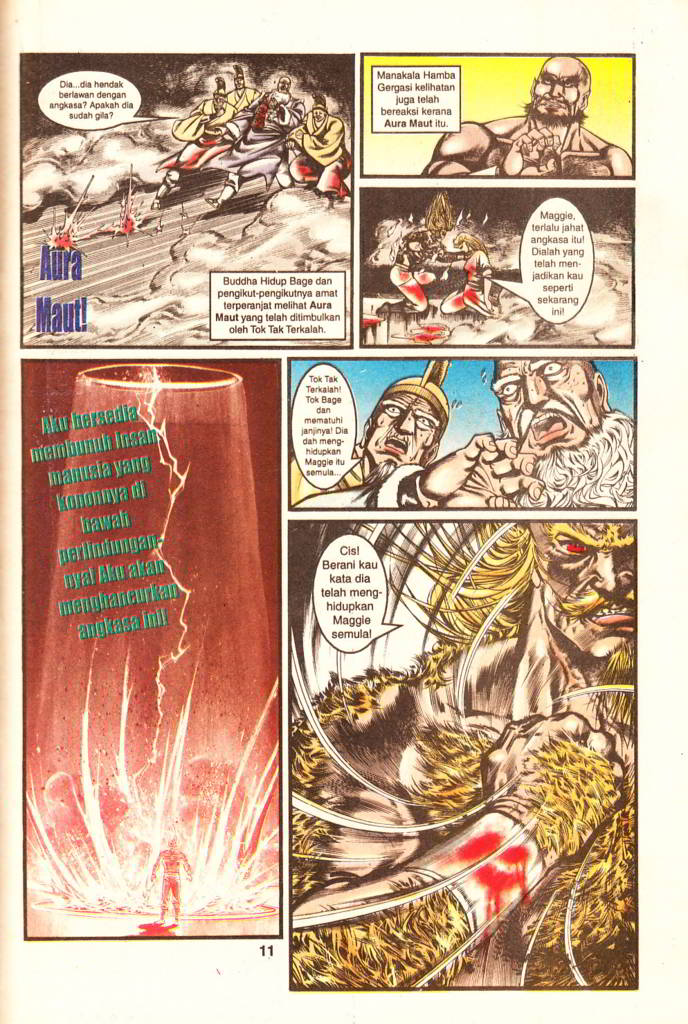 Dia...dia hendak
berlawan dengan
angkasa? Apakah dia
sudah gila?
Aura
Maut!
Buddha Hidup Bage dan
pengikut-pengikutnya amat
terperanjat melihat Aura
Maut yang telah ditimbulkan
oleh Tok Tak Terkalah.
Manakala Hamba
Gergasi kelihatan
juga telah
bereaksi kerana
Aura Maut itu.
Maggie,
terlalu jahat
angkasa itu!
Dialah yang
telah men-
jadikan kau
seperti
sekarang
ini!
Aku bersedia
membunuh insan
manusia yang
kononnya di
bawah
perlindungan-
nya! Aku akan
menghancurkan
angkasa ini!
Tok Tak
Terkalah!
Tok Bage
dan
mematuhi
janjinya! Dia
dah meng-
hidupkan
Maggie itu
semula...
Cis!
Berani kau
kata dia
telah meng-
hidupkan
Maggie
semula!
11